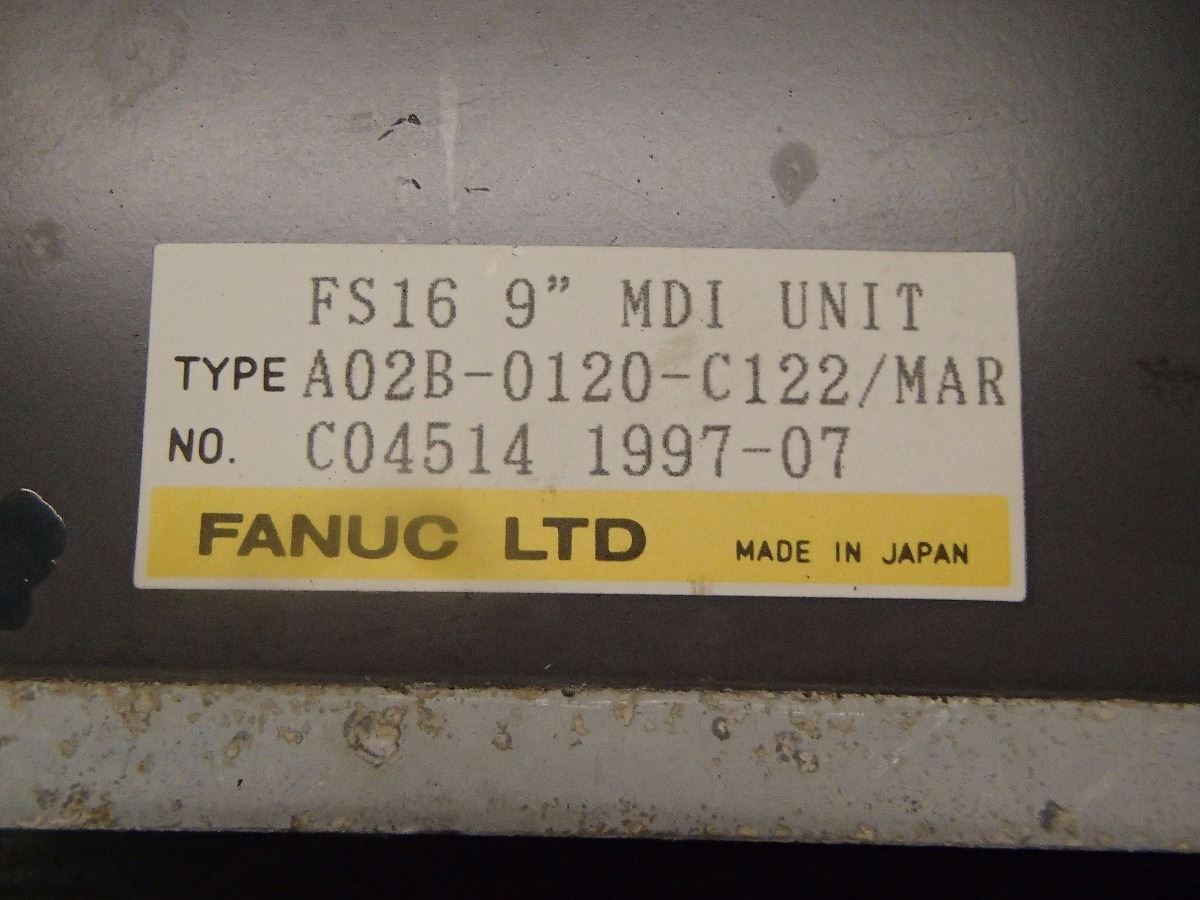 FS16 9” MDI UNIT
TYPE A02B-0120-C122/MAR
NO. C04514 1997-07
FANUC LTD MADE IN JAPAN